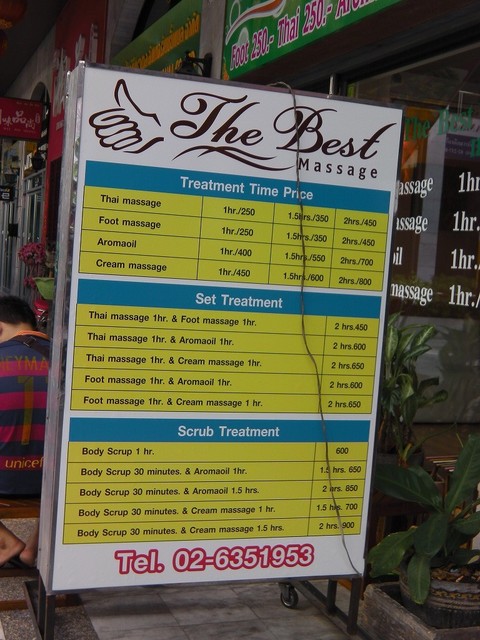 Foot 250.- Thai 250.-
The Best
Massage
Treatment Time Price
Thai massage 1hr./250 1.5hrs./350 2hrs./450
Foot massage 1hr./250 1.5hrs./350 2hrs./450
Aromaoil 1hr./400 1.5hrs/550 2hrs./700
Cream massage 1hr./450 1.5hrs./600 2hrs./800
Set Treatment
Thai massage 1hr. & Foot massage 1hr. 2 hrs.450
Thai massage 1hr. & Aromaoil 1hr. 2 hrs.600
Thai massage 1hr. & Cream massage 1hr. 2 hrs.650
Foot massage 1hr. & Aromaoil 1hr. 2 hrs.600
Foot massage 1hr. & Cream massage 1 hr. 2 hrs.650
Scrub Treatment
Body Scrup 1 hr. 600
Body Scrup 30 minutes. & Aromaoil 1hr. 1.5 hrs. 650
Body Scrup 30 minutes. & Aromaoil 1.5 hrs. 2 hrs. 850
Body Scrup 30 minutes. & Cream massage 1 hr. 1.5 hrs. 700
Body Scrup 30 minutes. & Cream massage 1.5 hrs. 2 hrs. 900
Tel. 02-6351953
The Best
assage 1hr
assage 1hr.
oil 1hr.
massage 1hr./
EYMA
unicef